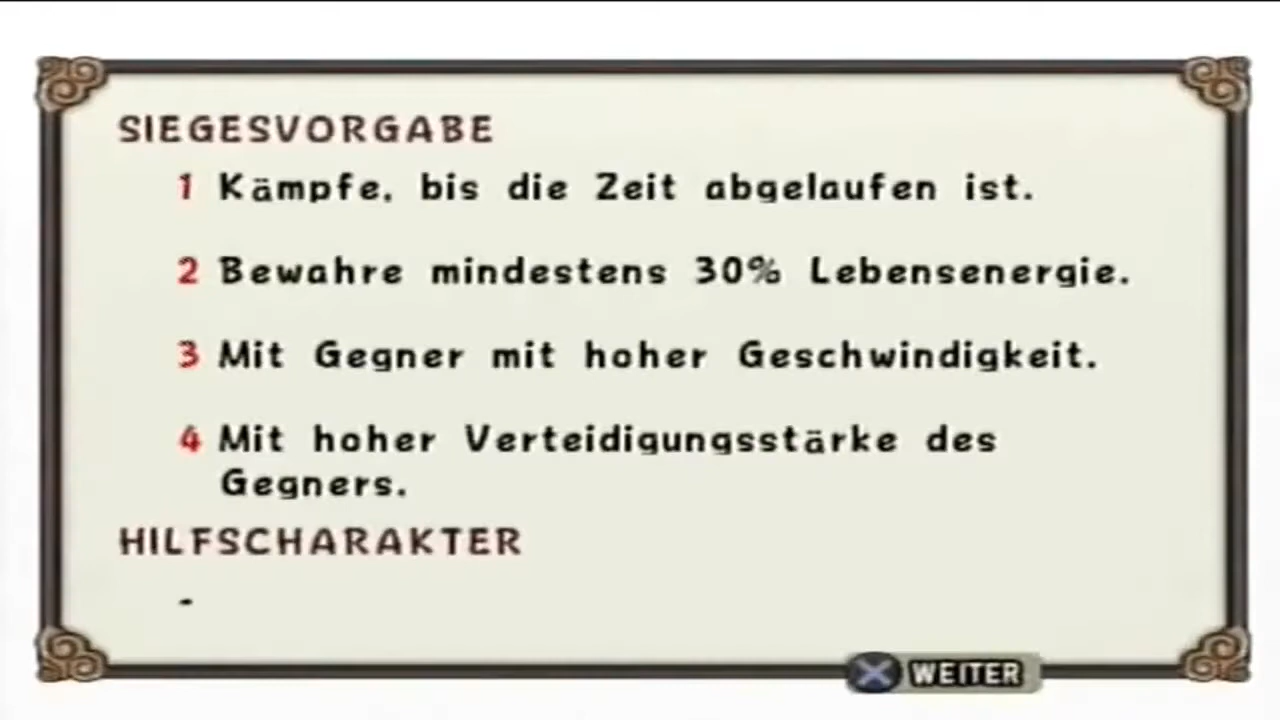 SIEGESVORGABE
1 Kämpfe, bis die Zeit abgelaufen ist.
2 Bewahre mindestens 30% Lebensenergie.
3 Mit Gegner mit hoher Geschwindigkeit.
4 Mit hoher Verteidigungsstärke des
Gegners.
HILFSCHARAKTER
-
WEITER